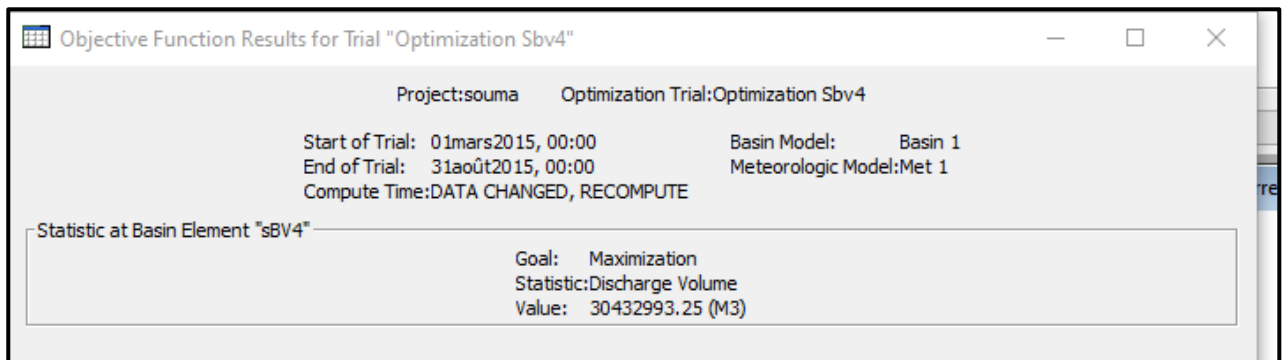 Objective Function Results for Trial "Optimization Sbv4"
Project:souma Optimization Trial:Optimization Sbv4
Start of Trial: 01mars2015, 00:00 Basin Model: Basin 1
End of Trial: 31août2015, 00:00 Meteorologic Model:Met 1
Compute Time:DATA CHANGED, RECOMPUTE
Statistic at Basin Element "sBV4"
Goal: Maximization
Statistic:Discharge Volume
Value: 30432993.25 (M3)